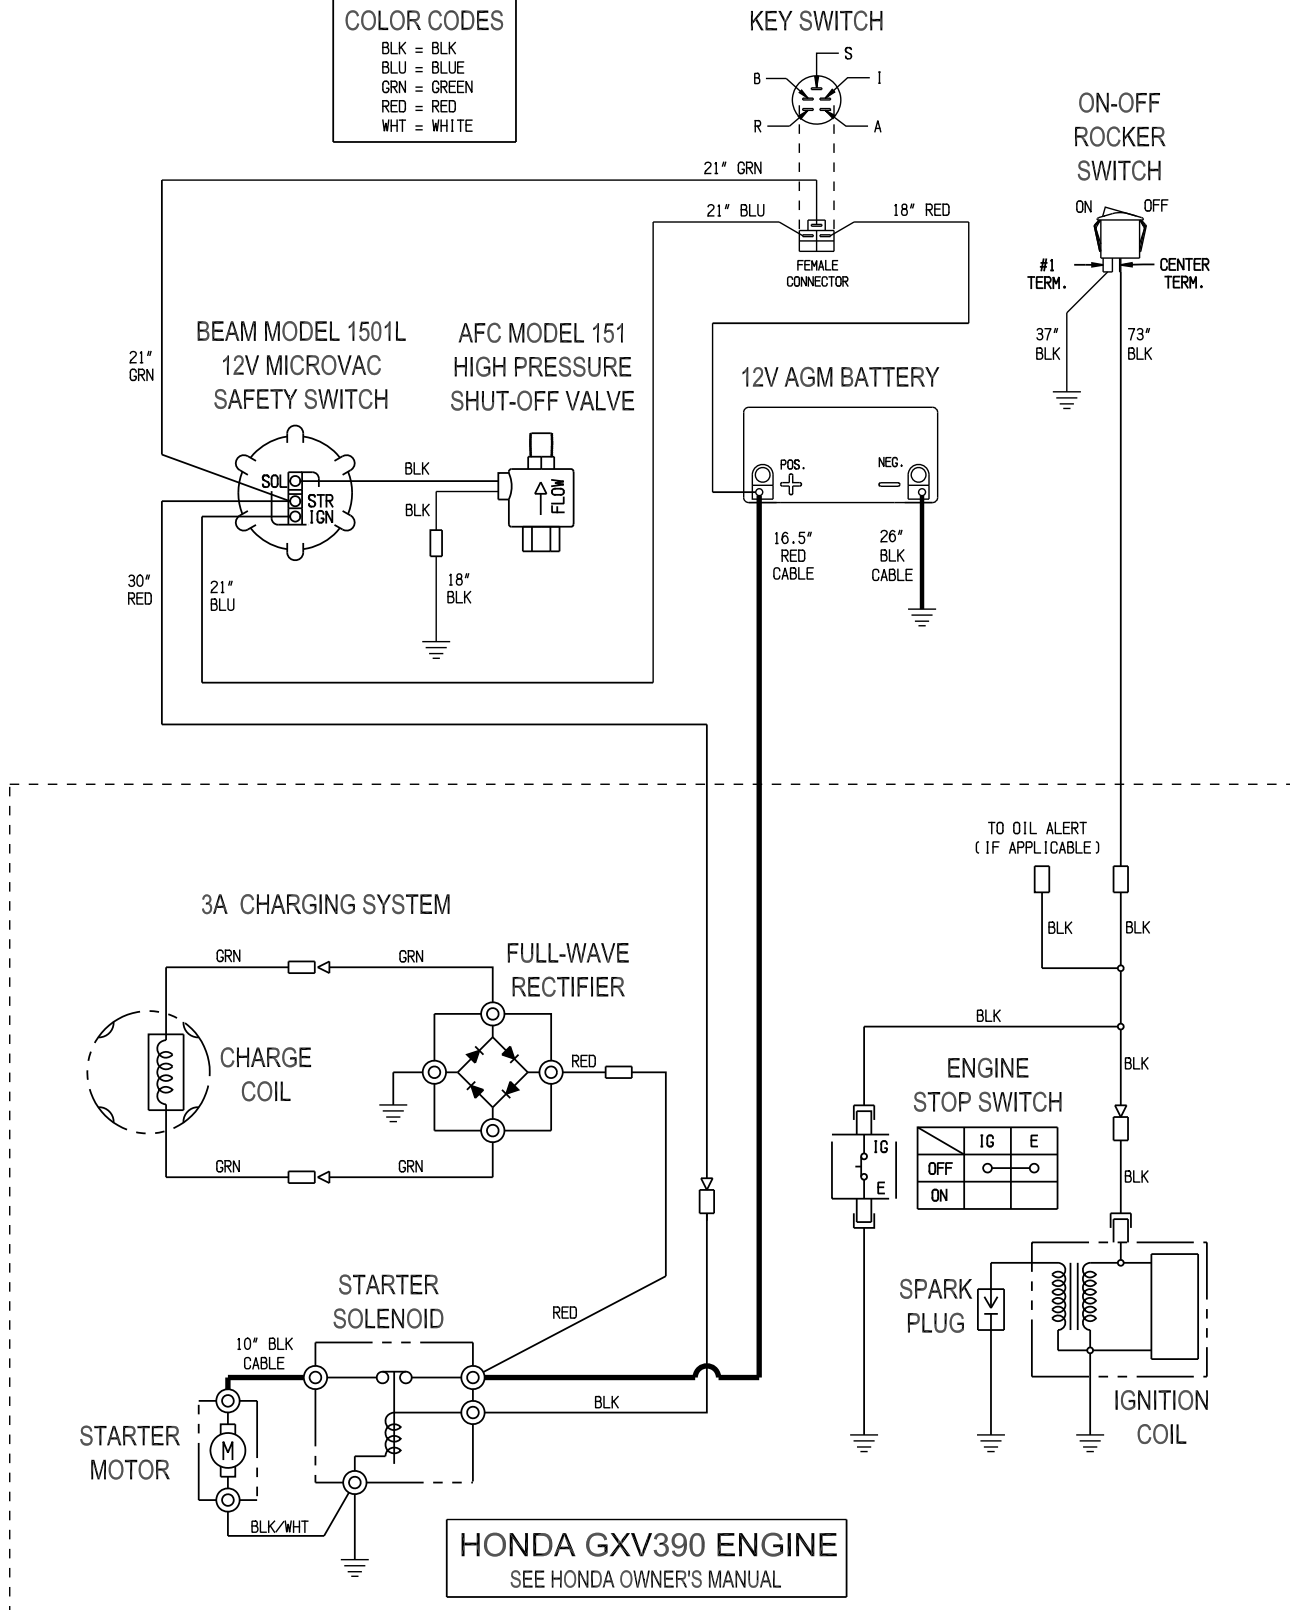 COLOR CODES
BLK = BLK
BLU = BLUE
GRN = GREEN
RED = RED
WHT = WHITE
KEY SWITCH
S
B
I
R
A
21" GRN
21" BLU
18" RED
FEMALE
CONNECTOR
ON-OFF
ROCKER
SWITCH
ON
OFF
#1
TERM.
CENTER
TERM.
37"
BLK
73"
BLK
BEAM MODEL 1501L
12V MICROVAC
SAFETY SWITCH
AFC MODEL 151
HIGH PRESSURE
SHUT-OFF VALVE
21"
GRN
SOL
STR
IGN
BLK
BLK
FLOW
18"
BLK
30"
RED
21"
BLU
12V AGM BATTERY
POS.
NEG.
16.5"
RED
CABLE
26"
BLK
CABLE
TO OIL ALERT
(IF APPLICABLE)
BLK
BLK
3A CHARGING SYSTEM
GRN
GRN
FULL-WAVE
RECTIFIER
CHARGE
COIL
RED
GRN
GRN
BLK
BLK
ENGINE
STOP SWITCH
IG
E
IG
E
OFF
ON
BLK
SPARK
PLUG
IGNITION
COIL
STARTER
SOLENOID
RED
10" BLK
CABLE
BLK
STARTER
MOTOR
M
BLK/WHT
HONDA GXV390 ENGINE
SEE HONDA OWNER'S MANUAL